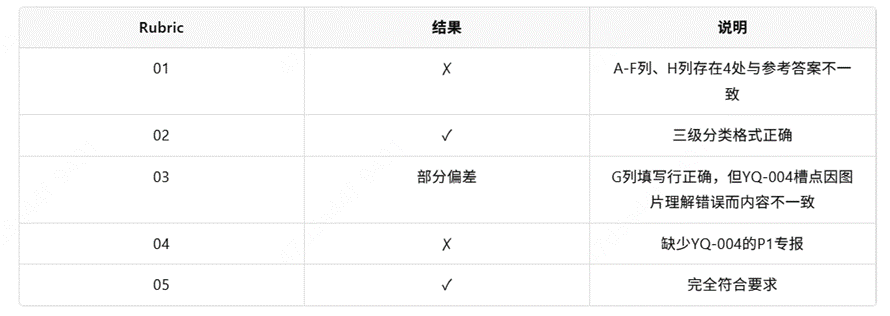 Rubric 结果 说明
01 ✗ A-F列、H列存在4处与参考答案不一
致
02 ✓ 三级分类格式正确
03 部分偏差 G列填写行正确，但YQ-004槽点因图
片理解错误而内容不一致
04 ✗ 缺少YQ-004的P1专报
05 ✓ 完全符合要求